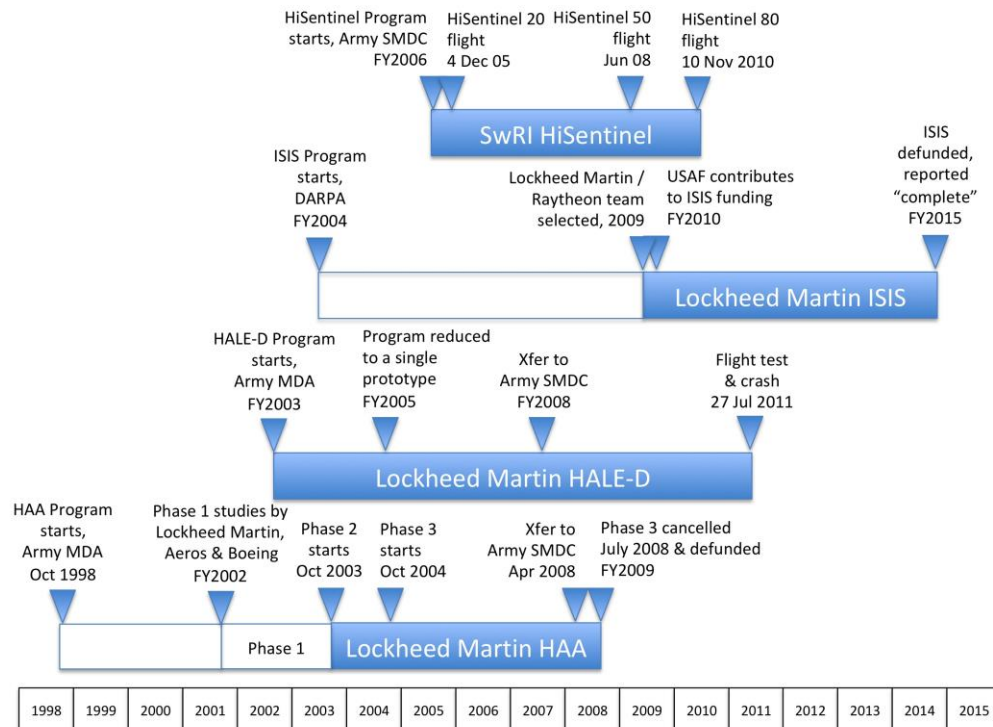 HiSentinel Program
starts, Army SMDC
FY2006
HiSentinel 20
flight
4 Dec 05
HiSentinel 50
flight
Jun 08
HiSentinel 80
flight
10 Nov 2010
SwRI HiSentinel
ISIS Program
starts,
DARPA
FY2004
Lockheed Martin /
Raytheon team
selected, 2009
USAF contributes
to ISIS funding
FY2010
ISIS
defunded,
reported
“complete”
FY2015
Lockheed Martin ISIS
HALE-D Program
starts,
Army MDA
FY2003
Program reduced
to a single
prototype
FY2005
Xfer to
Army SMDC
FY2008
Flight test
& crash
27 Jul 2011
Lockheed Martin HALE-D
HAA Program
starts,
Army MDA
Oct 1998
Phase 1 studies by
Lockheed Martin,
Aeros & Boeing
FY2002
Phase 2
starts
Oct 2003
Phase 3
starts
Oct 2004
Xfer to
Army SMDC
Apr 2008
Phase 3 cancelled
July 2008 & defunded
FY2009
Phase 1
Lockheed Martin HAA
1998 1999 2000 2001 2002 2003 2004 2005 2006 2007 2008 2009 2010 2011 2012 2013 2014 2015